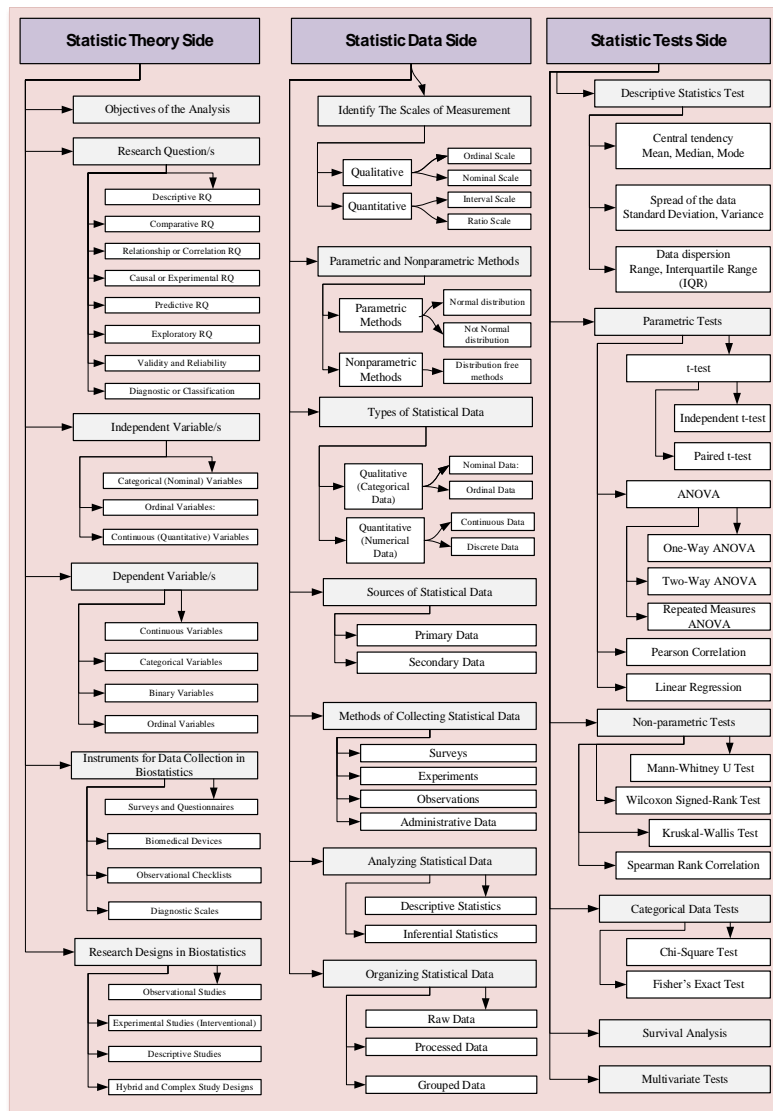 Statistic Theory Side
Objectives of the Analysis
Research Question/s
Descriptive RQ
Comparative RQ
Relationship or Correlation RQ
Causal or Experimental RQ
Predictive RQ
Exploratory RQ
Validity and Reliability
Diagnostic or Classification
Independent Variable/s
Categorical (Nominal) Variables
Ordinal Variables:
Continuous (Quantitative) Variables
Dependent Variable/s
Continuous Variables
Categorical Variables
Binary Variables
Ordinal Variables
Instruments for Data Collection in
Biostatistics
Surveys and Questionnaires
Biomedical Devices
Observational Checklists
Diagnostic Scales
Research Designs in Biostatistics
Observational Studies
Experimental Studies (Interventional)
Descriptive Studies
Hybrid and Complex Study Designs
Statistic Data Side
Identify The Scales of Measurement
Qualitative
Ordinal Scale
Nominal Scale
Quantitative
Interval Scale
Ratio Scale
Parametric and Nonparametric Methods
Parametric
Methods
Normal distribution
Not Normal
distribution
Nonparametric
Methods
Distribution free
methods
Types of Statistical Data
Qualitative
(Categorical
Data)
Nominal Data:
Ordinal Data
Quantitative
(Numerical
Data)
Continuous Data
Discrete Data
Sources of Statistical Data
Primary Data
Secondary Data
Methods of Collecting Statistical Data
Surveys
Experiments
Observations
Administrative Data
Analyzing Statistical Data
Descriptive Statistics
Inferential Statistics
Organizing Statistical Data
Raw Data
Processed Data
Grouped Data
Statistic Tests Side
Descriptive Statistics Test
Central tendency
Mean, Median, Mode
Spread of the data
Standard Deviation, Variance
Data dispersion
Range, Interquartile Range
(IQR)
Parametric Tests
t-test
Independent t-test
Paired t-test
ANOVA
One-Way ANOVA
Two-Way ANOVA
Repeated Measures
ANOVA
Pearson Correlation
Linear Regression
Non-parametric Tests
Mann-Whitney U Test
Wilcoxon Signed-Rank Test
Kruskal-Wallis Test
Spearman Rank Correlation
Categorical Data Tests
Chi-Square Test
Fisher’s Exact Test
Survival Analysis
Multivariate Tests